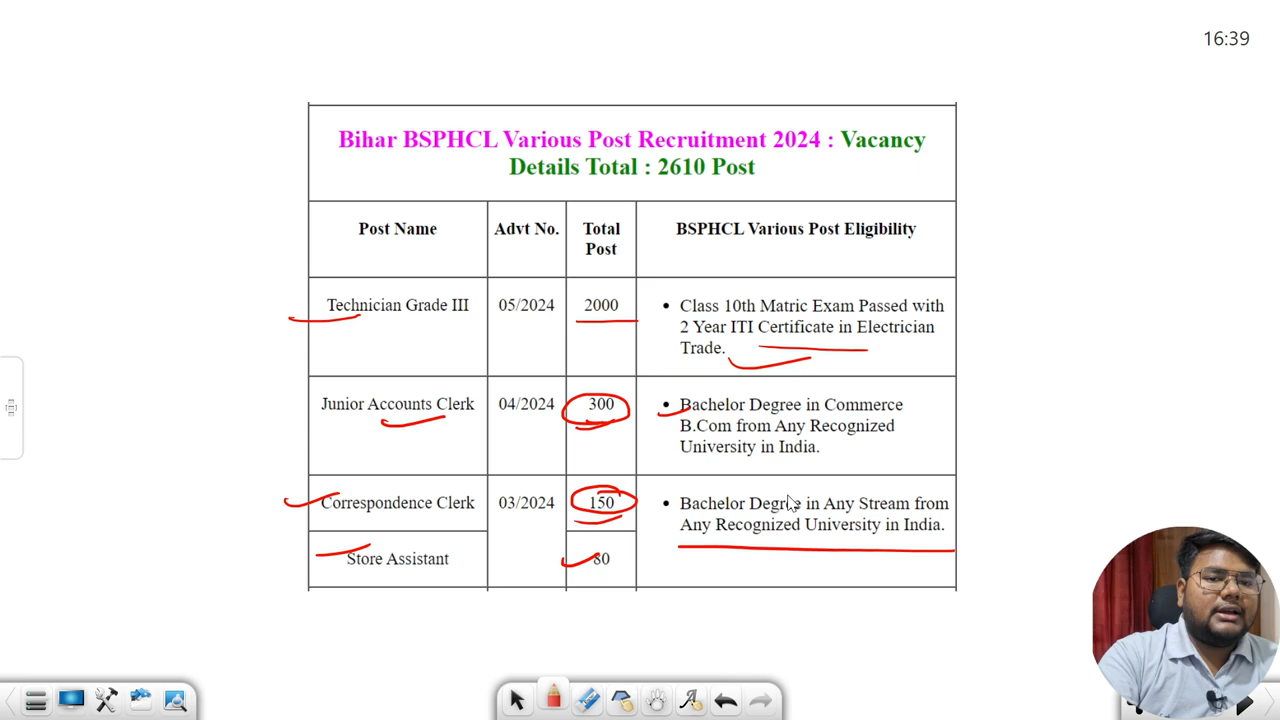 16:39
Bihar BSPHCL Various Post Recruitment 2024 : Vacancy
Details Total : 2610 Post
Post Name
Advt No.
Total
Post
BSPHCL Various Post Eligibility
Technician Grade III
05/2024
2000
• Class 10th Matric Exam Passed with
2 Year ITI Certificate in Electrician
Trade.
Junior Accounts Clerk
04/2024
300
• Bachelor Degree in Commerce
B.Com from Any Recognized
University in India.
Correspondence Clerk
03/2024
150
• Bachelor Degree in Any Stream from
Any Recognized University in India.
Store Assistant
80